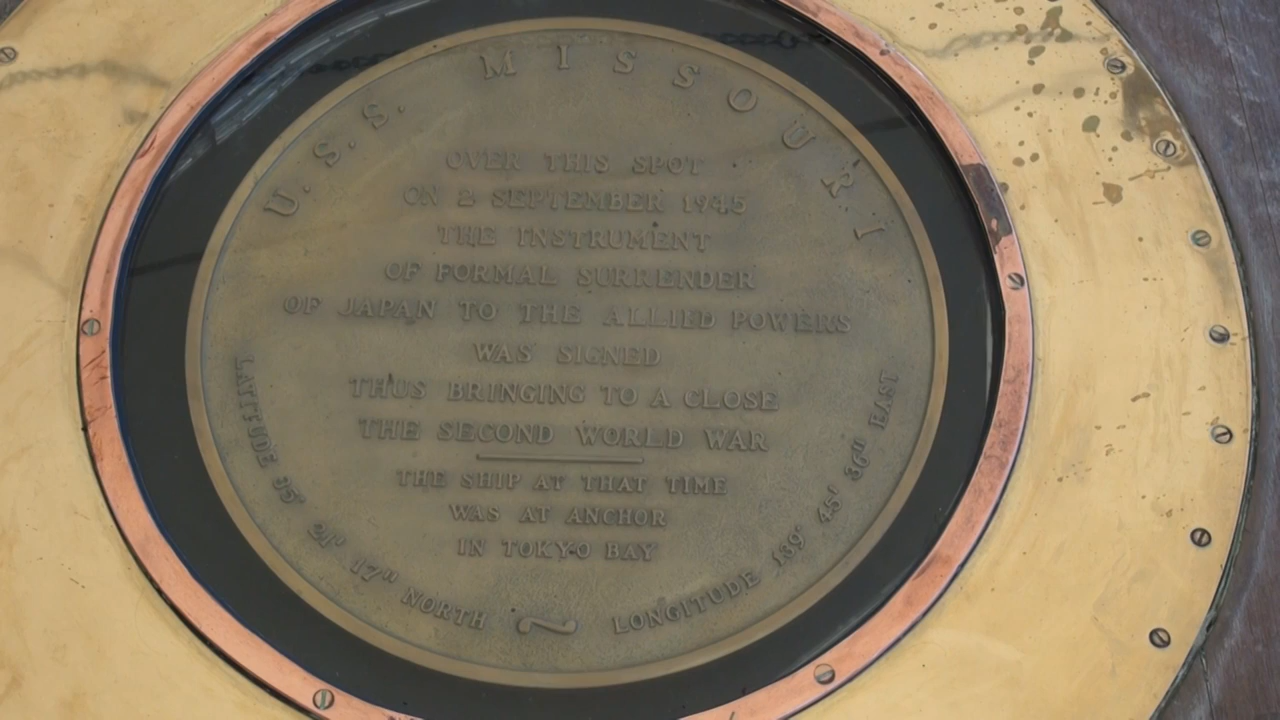 U.S.S. MISSOURI
OVER THIS SPOT
ON 2 SEPTEMBER 1945
THE INSTRUMENT
OF FORMAL SURRENDER
OF JAPAN TO THE ALLIED POWERS
WAS SIGNED
THUS BRINGING TO A CLOSE
THE SECOND WORLD WAR
THE SHIP AT THAT TIME
WAS AT ANCHOR
IN TOKYO BAY
LATITUDE 35° 21' 17" NORTH
LONGITUDE 139° 45' 36" EAST